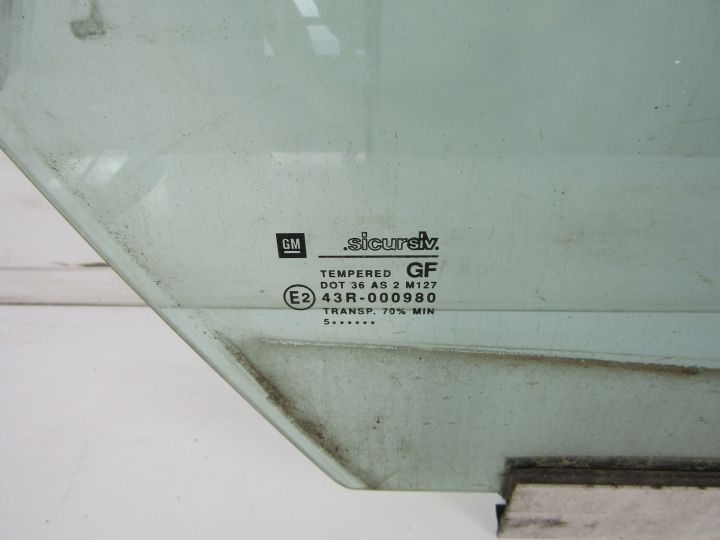 GM .sicursiv.
TEMPERED GF
DOT 36 AS 2 M127
E2 43R-000980
TRANSP. 70% MIN
5••••••